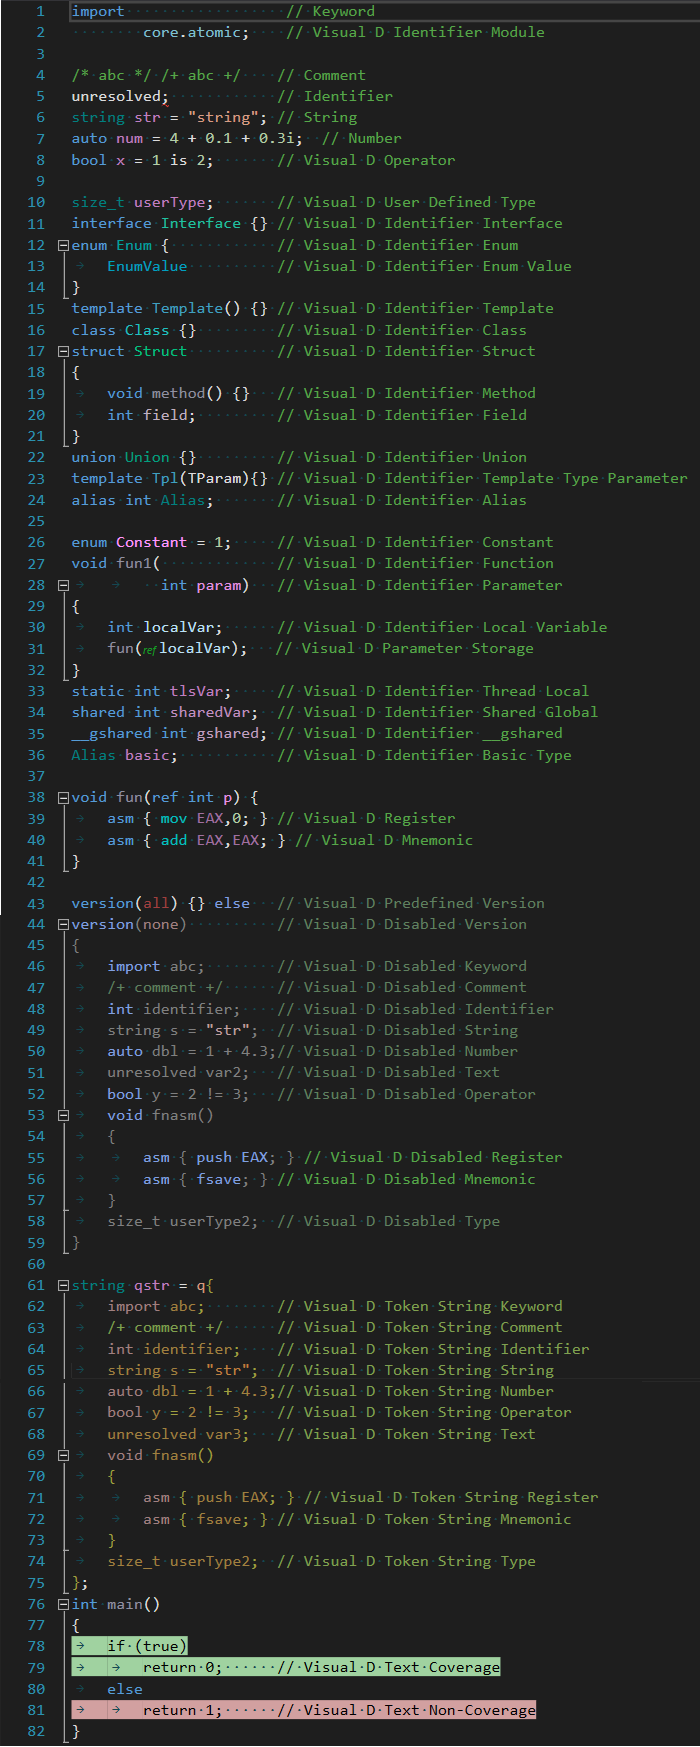 1 import // Keyword
2 core.atomic; // Visual D Identifier Module
3
4 /* abc */ /+ abc +/ // Comment
5 unresolved; // Identifier
6 string str = "string"; // String
7 auto num = 4 + 0.1 + 0.3i; // Number
8 bool x = 1 is 2; // Visual D Operator
9
10 size_t userType; // Visual D User Defined Type
11 interface Interface {} // Visual D Identifier Interface
12 enum Enum { // Visual D Identifier Enum
13 EnumValue // Visual D Identifier Enum Value
14 }
15 template Template() {} // Visual D Identifier Template
16 class Class {} // Visual D Identifier Class
17 struct Struct // Visual D Identifier Struct
18 {
19 void method() {} // Visual D Identifier Method
20 int field; // Visual D Identifier Field
21 }
22 union Union {} // Visual D Identifier Union
23 template Tpl(TParam){} // Visual D Identifier Template Type Parameter
24 alias int Alias; // Visual D Identifier Alias
25
26 enum Constant = 1; // Visual D Identifier Constant
27 void fun1( // Visual D Identifier Function
28 int param) // Visual D Identifier Parameter
29 {
30 int localVar; // Visual D Identifier Local Variable
31 fun(ref localVar); // Visual D Parameter Storage
32 }
33 static int tlsVar; // Visual D Identifier Thread Local
34 shared int sharedVar; // Visual D Identifier Shared Global
35 __gshared int gshared; // Visual D Identifier __gshared
36 Alias basic; // Visual D Identifier Basic Type
37
38 void fun(ref int p) {
39 asm { mov EAX,0; } // Visual D Register
40 asm { add EAX,EAX; } // Visual D Mnemonic
41 }
42
43 version(all) {} else // Visual D Predefined Version
44 version(none) // Visual D Disabled Version
45 {
46 import abc; // Visual D Disabled Keyword
47 /+ comment +/ // Visual D Disabled Comment
48 int identifier; // Visual D Disabled Identifier
49 string s = "str"; // Visual D Disabled String
50 auto dbl = 1 + 4.3;// Visual D Disabled Number
51 unresolved var2; // Visual D Disabled Text
52 bool y = 2 != 3; // Visual D Disabled Operator
53 void fnasm()
54 {
55 asm { push EAX; } // Visual D Disabled Register
56 asm { fsave; } // Visual D Disabled Mnemonic
57 }
58 size_t userType2; // Visual D Disabled Type
59 }
60
61 string qstr = q{
62 import abc; // Visual D Token String Keyword
63 /+ comment +/ // Visual D Token String Comment
64 int identifier; // Visual D Token String Identifier
65 string s = "str"; // Visual D Token String String
66 auto dbl = 1 + 4.3;// Visual D Token String Number
67 bool y = 2 != 3; // Visual D Token String Operator
68 unresolved var3; // Visual D Token String Text
69 void fnasm()
70 {
71 asm { push EAX; } // Visual D Token String Register
72 asm { fsave; } // Visual D Token String Mnemonic
73 }
74 size_t userType2; // Visual D Token String Type
75 };
76 int main()
77 {
78 if (true)
79 return 0; // Visual D Text Coverage
80 else
81 return 1; // Visual D Text Non-Coverage
82 }